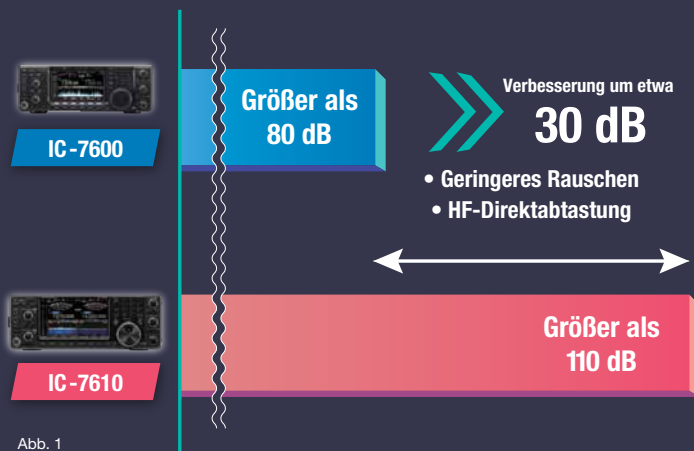 Größer als
80 dB
IC-7600
Verbesserung um etwa
30 dB
• Geringeres Rauschen
• HF-Direktabtastung
Größer als
110 dB
IC-7610
Abb. 1